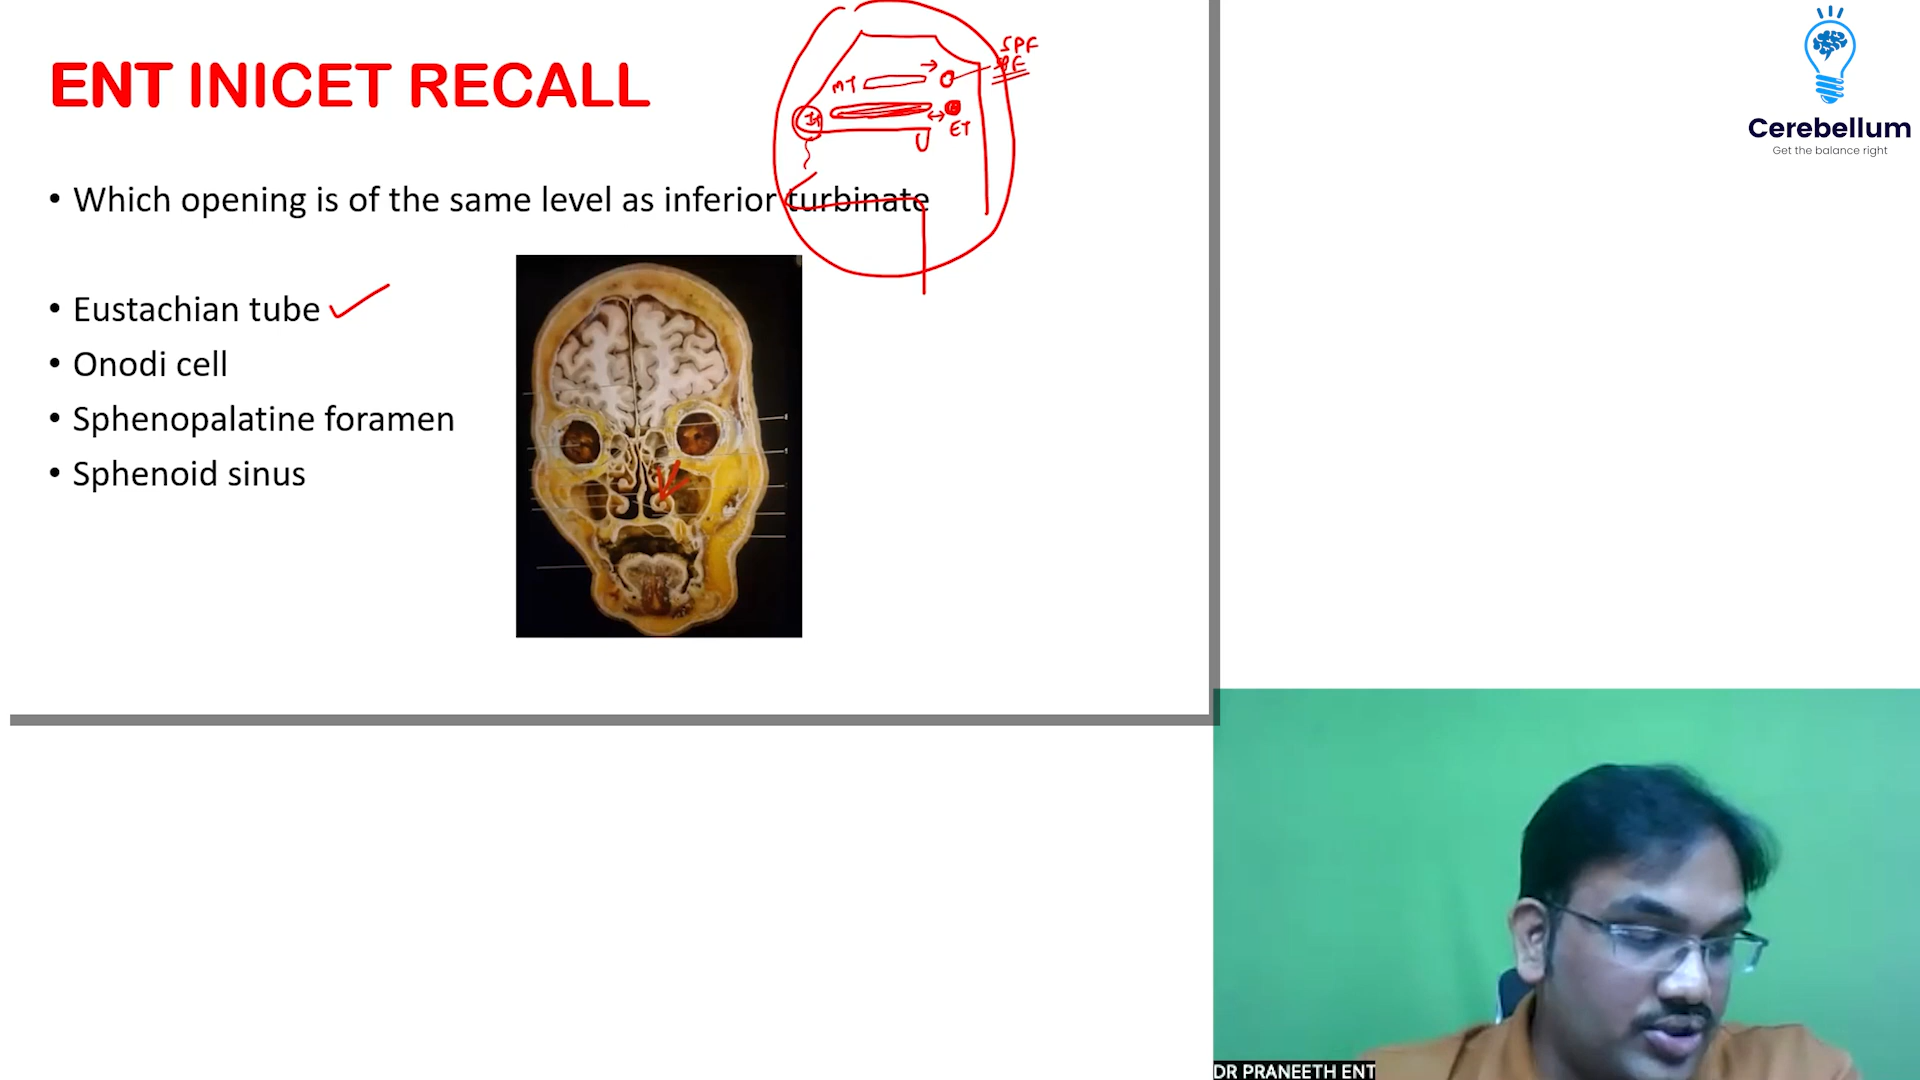 ENT INICET RECALL
• Which opening is of the same level as inferior turbinate
• Eustachian tube
• Onodi cell
• Sphenopalatine foramen
• Sphenoid sinus
SPF
MT
ET
Cerebellum
Get the balance right
DR PRANEETH ENT